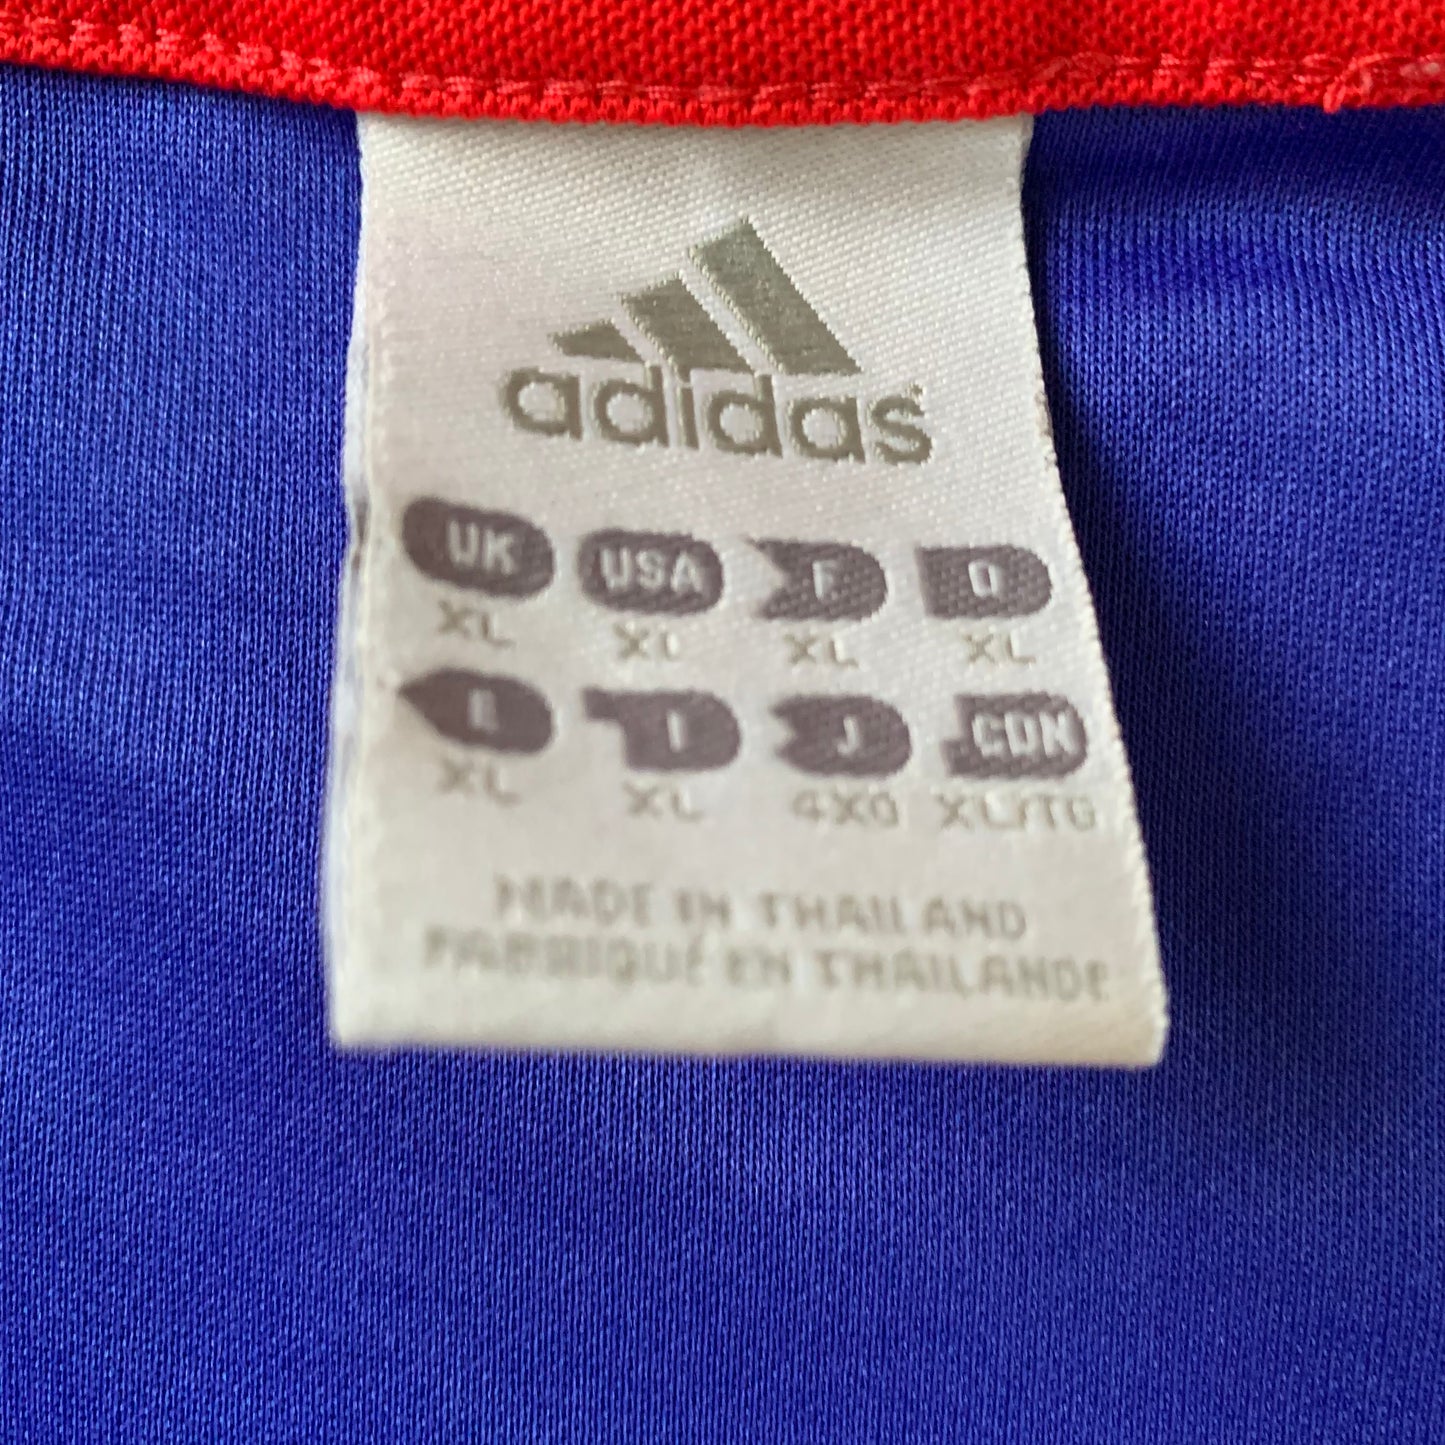 adidas
UK USA F D
XL XL XL XL
E I J CDN
XL XL 4XO XL/TG
MADE IN THAILAND
FABRIQUÉ EN THAILANDE